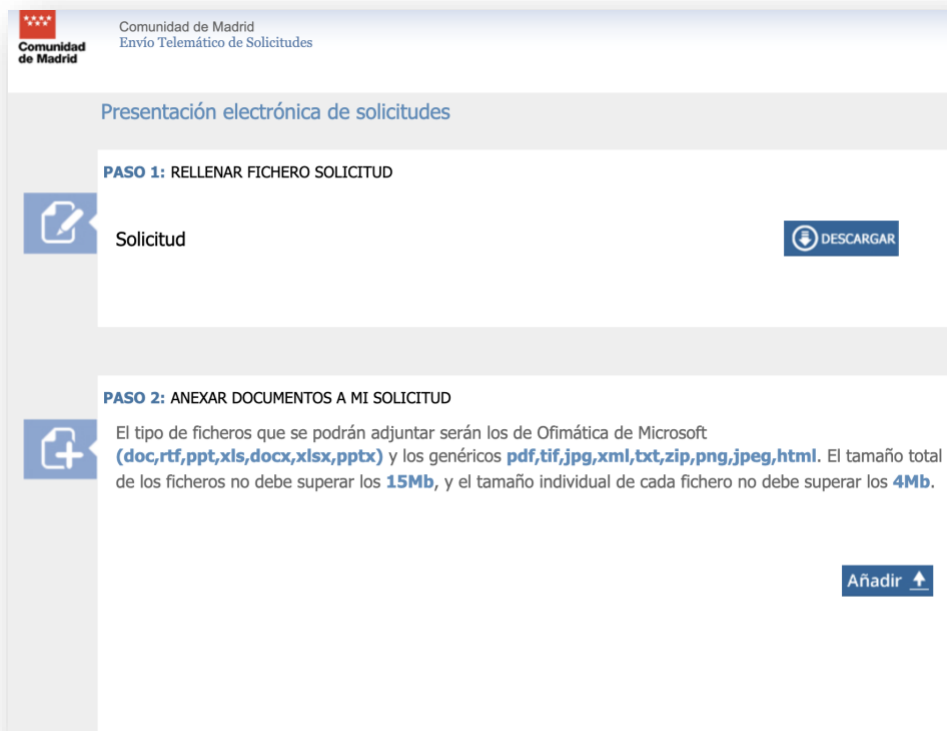 Comunidad
de Madrid
Comunidad de Madrid
Envío Telemático de Solicitudes
Presentación electrónica de solicitudes
PASO 1: RELLENAR FICHERO SOLICITUD
Solicitud
DESCARGAR
PASO 2: ANEXAR DOCUMENTOS A MI SOLICITUD
El tipo de ficheros que se podrán adjuntar serán los de Ofimática de Microsoft
(doc,rtf,ppt,xls,docx,xlsx,pptx) y los genéricos pdf,tif,jpg,xml,txt,zip,png,jpeg,html. El tamaño total
de los ficheros no debe superar los 15Mb, y el tamaño individual de cada fichero no debe superar los 4Mb.
Añadir